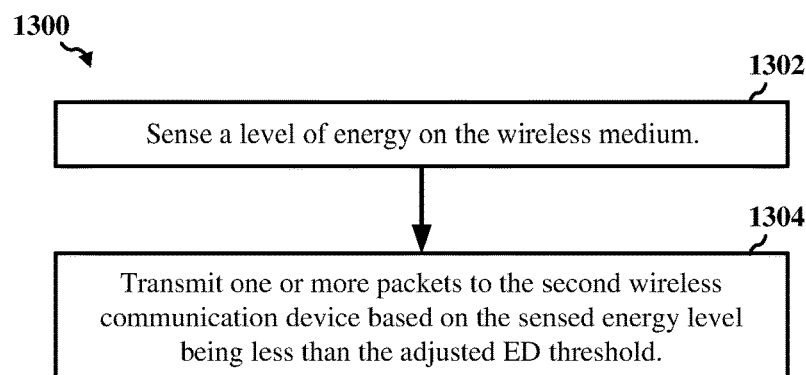 1300
1302
Sense a level of energy on the wireless medium.
1304
Transmit one or more packets to the second wireless
communication device based on the sensed energy level
being less than the adjusted ED threshold.